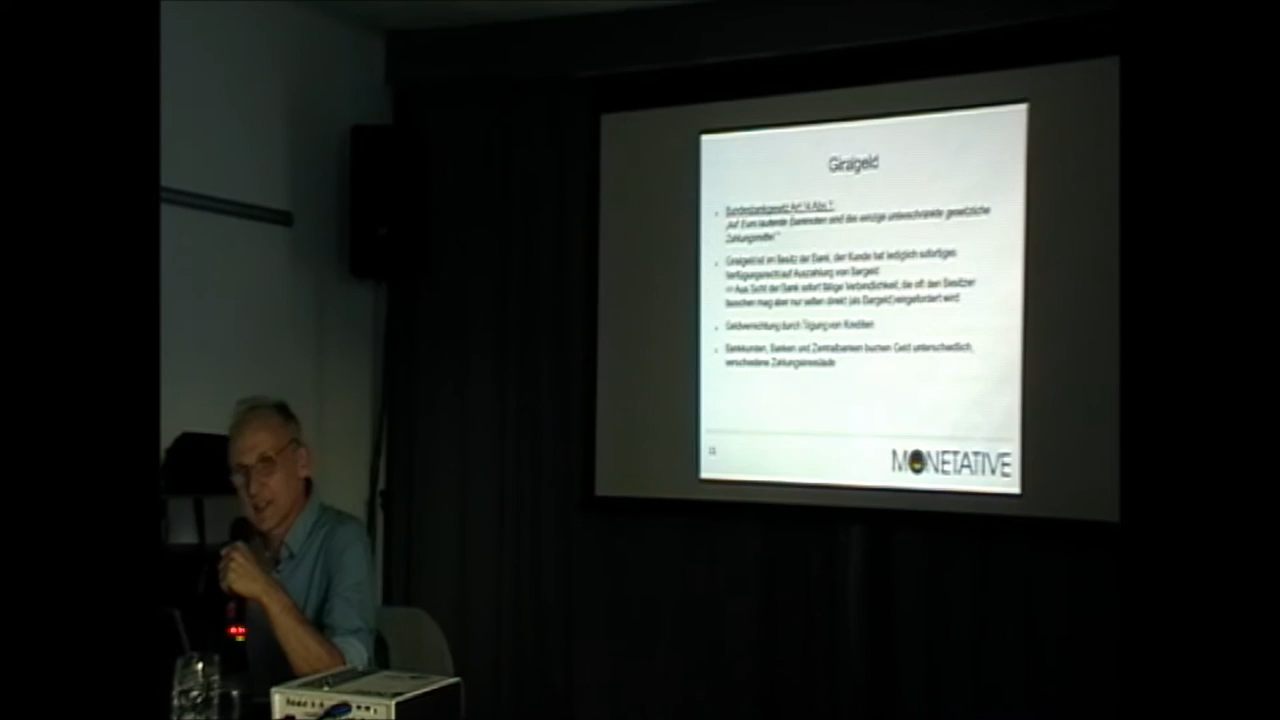 Giralgeld
Bundesbankgesetz Art 14 Abs. 1:
„Auf Euro lautende Banknoten sind das einzige unbeschränkte gesetzliche
Zahlungsmittel."
Giralgeld ist im Besitz der Bank, der Kunde hat lediglich sofortiges
Verfügungsrecht auf Auszahlung von Bargeld
=> Aus Sicht der Bank sofort fällige Verbindlichkeit, die oft den Besitzer
tauschen mag aber nur selten direkt (als Bargeld) eingefordert wird
Geldvernichtung durch Tilgung von Krediten
Bankkunden, Banken und Zentralbanken buchen Geld unterschiedlich,
verschiedene Zahlungskreisläufe
MONETATIVE